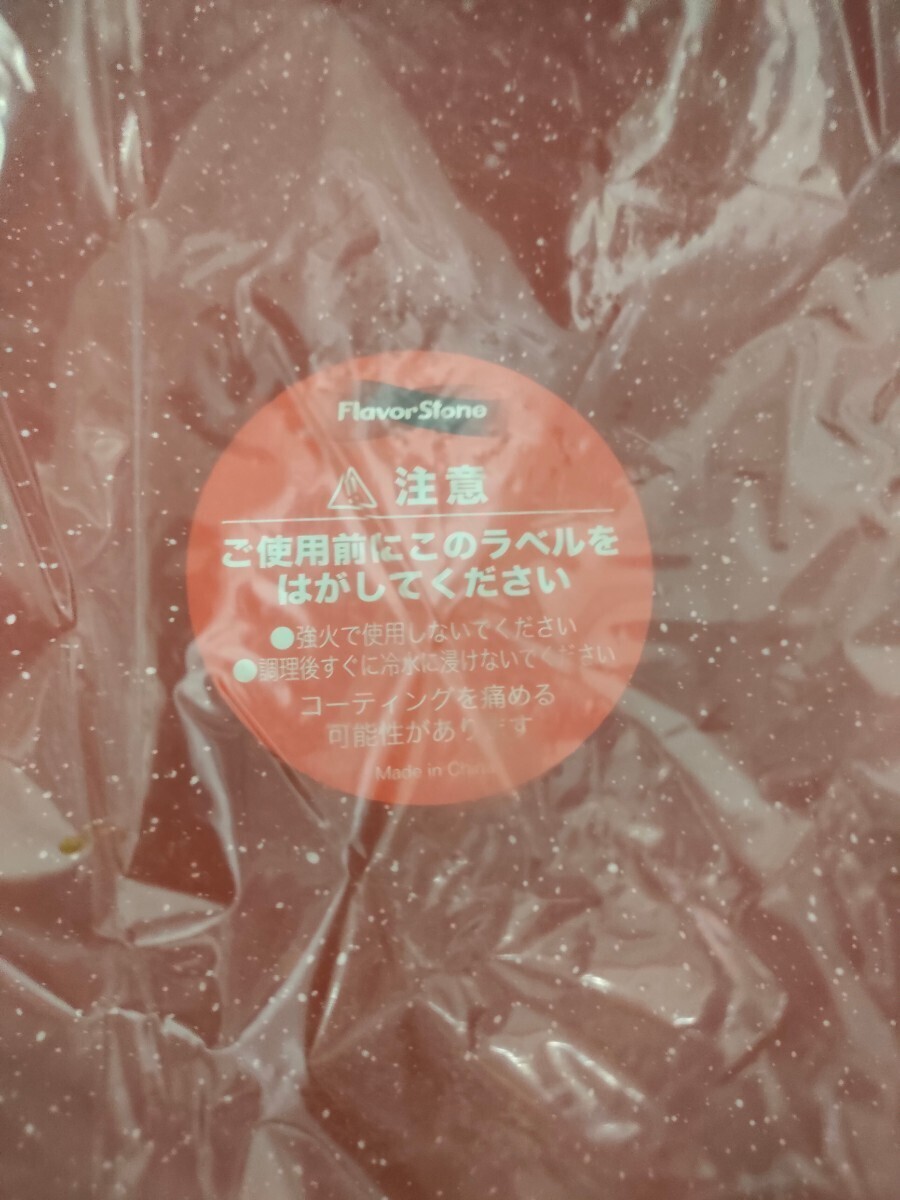 FlavorStone
注意
ご使用前にこのラベルを
はがしてください
●強火で使用しないでください
●調理後すぐに冷水に浸けないでください
コーティングを痛める
可能性があります
Made in China